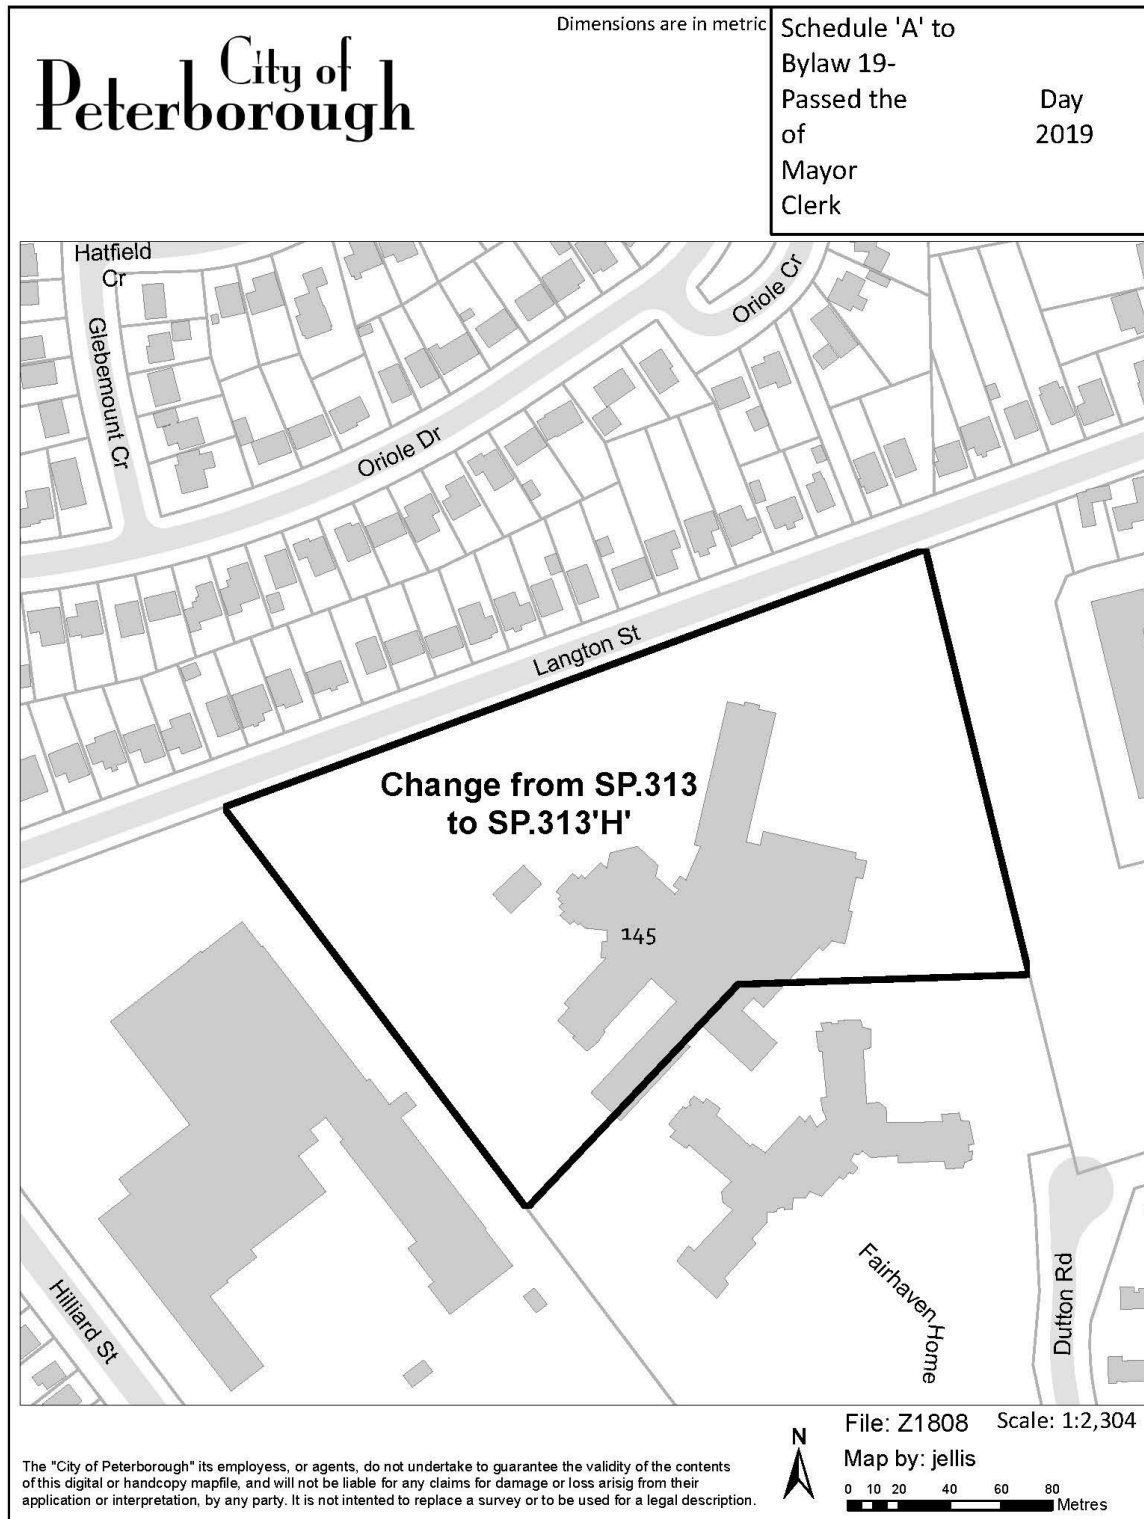 City of
Peterborough
Dimensions are in metric
Schedule 'A' to
Bylaw 19-
Passed the Day
of 2019
Mayor
Clerk
Hatfield
Cr
Glebemount Cr
Oriole Cr
Oriole Dr
Langton St
Change from SP.313
to SP.313'H'
145
Hilliard St
Fairhaven Home
Dutton Rd
The "City of Peterborough" its employess, or agents, do not undertake to guarantee the validity of the contents
of this digital or handcopy mapfile, and will not be liable for any claims for damage or loss arisig from their
application or interpretation, by any party. It is not intended to replace a survey or to be used for a legal description.
N
File: Z1808 Scale: 1:2,304
Map by: jellis
0 10 20 40 60 80
Metres